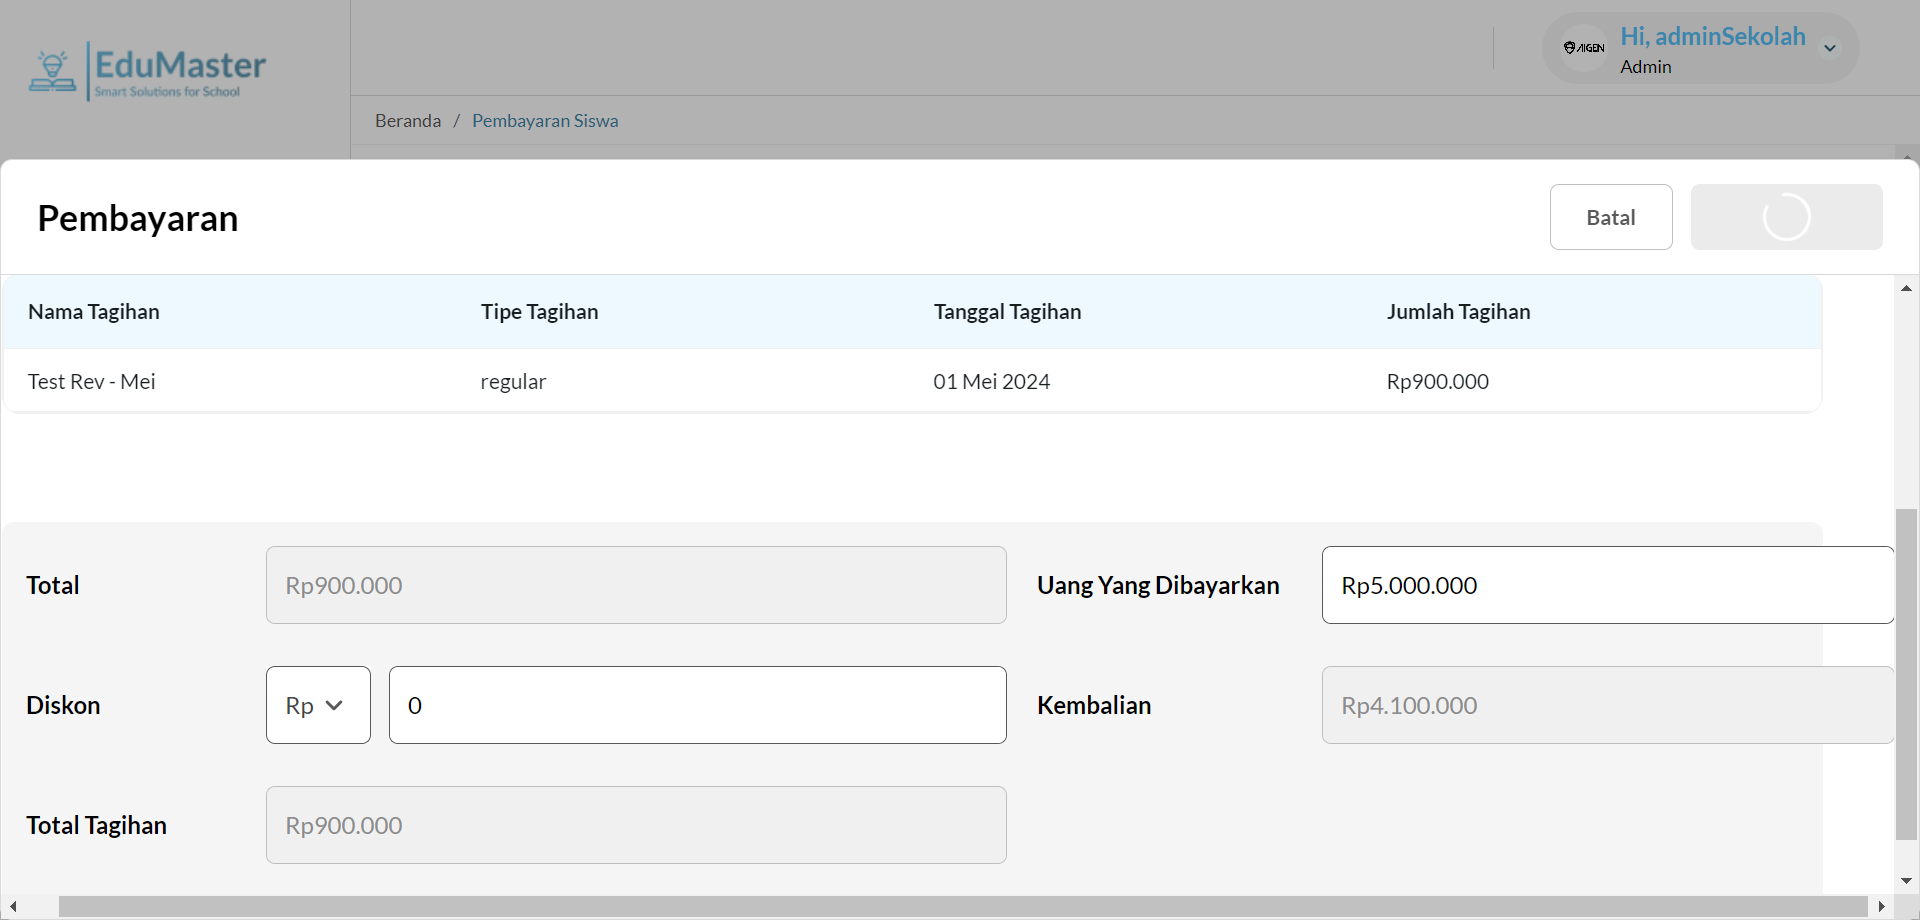 EduMaster
Smart Solutions for School
AIGEN
Hi, adminSekolah
Admin
Beranda / Pembayaran Siswa
Pembayaran
Batal
Nama Tagihan Tipe Tagihan Tanggal Tagihan Jumlah Tagihan
Test Rev - Mei regular 01 Mei 2024 Rp900.000
Total Rp900.000 Uang Yang Dibayarkan Rp5.000.000
Diskon Rp 0 Kembalian Rp4.100.000
Total Tagihan Rp900.000